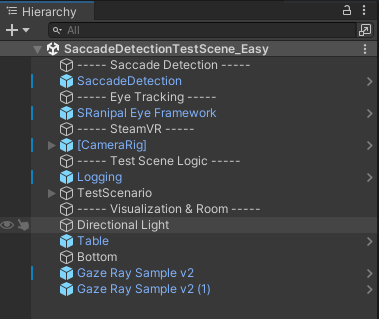 Hierarchy
All
SaccadeDetectionTestScene_Easy
----- Saccade Detection -----
SaccadeDetection
----- Eye Tracking -----
SRanipal Eye Framework
----- SteamVR -----
[CameraRig]
----- Test Scene Logic -----
Logging
TestScenario
----- Visualization & Room -----
Directional Light
Table
Bottom
Gaze Ray Sample v2
Gaze Ray Sample v2 (1)